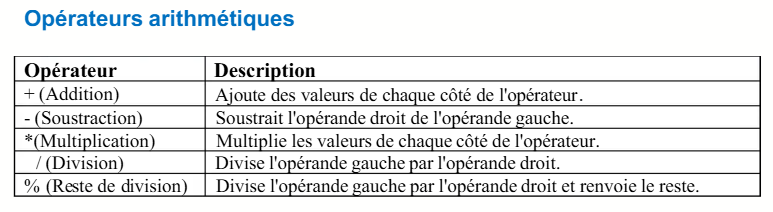 Opérateurs arithmétiques
Opérateur Description
+ (Addition) Ajoute des valeurs de chaque côté de l'opérateur.
- (Soustraction) Soustrait l'opérande droit de l'opérande gauche.
*(Multiplication) Multiplie les valeurs de chaque côté de l'opérateur.
/ (Division) Divise l'opérande gauche par l'opérande droit.
% (Reste de division) Divise l'opérande gauche par l'opérande droit et renvoie le reste.